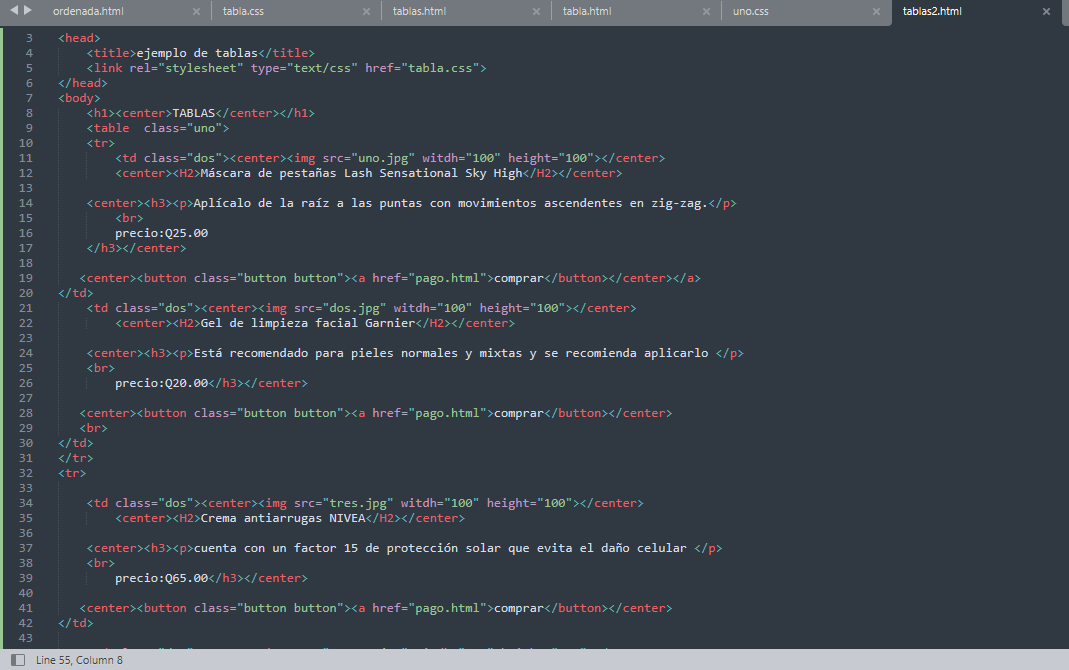 ordenada.html × tabla.css × tablas.html × tabla.html × uno.css × tablas2.html ×
3 <head>
4 <title>ejemplo de tablas</title>
5 <link rel="stylesheet" type="text/css" href="tabla.css">
6 </head>
7 <body>
8 <h1><center>TABLAS</center></h1>
9 <table  class="uno">
10 <tr>
11 <td class="dos"><center><img src="uno.jpg" witdh="100" height="100"></center>
12 <center><H2>Máscara de pestañas Lash Sensational Sky High</H2></center>
13
14 <center><h3><p>Aplícalo de la raíz a las puntas con movimientos ascendentes en zig-zag.</p>
15 <br>
16 precio:Q25.00
17 </h3></center>
18
19 <center><button class="button button"><a href="pago.html">comprar</button></center></a>
20 </td>
21 <td class="dos"><center><img src="dos.jpg" witdh="100" height="100"></center>
22 <center><H2>Gel de limpieza facial Garnier</H2></center>
23
24 <center><h3><p>Está recomendado para pieles normales y mixtas y se recomienda aplicarlo </p>
25 <br>
26 precio:Q20.00</h3></center>
27
28 <center><button class="button button"><a href="pago.html">comprar</button></center>
29 <br>
30 </td>
31 </tr>
32 <tr>
33
34 <td class="dos"><center><img src="tres.jpg" witdh="100" height="100"></center>
35 <center><H2>Crema antiarrugas NIVEA</H2></center>
36
37 <center><h3><p>cuenta con un factor 15 de protección solar que evita el daño celular </p>
38 <br>
39 precio:Q65.00</h3></center>
40
41 <center><button class="button button"><a href="pago.html">comprar</button></center>
42 </td>
43
Line 55, Column 8